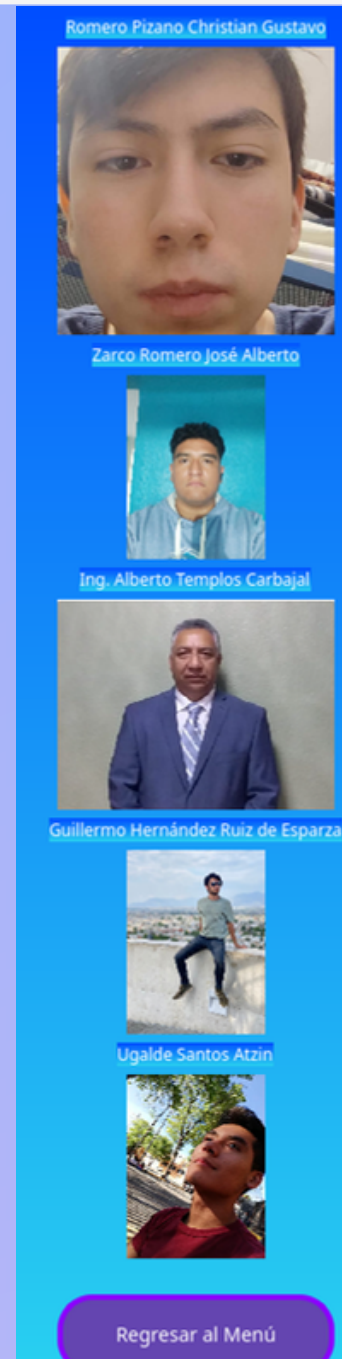 Romero Pizano Christian Gustavo
Zarco Romero José Alberto
Ing. Alberto Templos Carbajal
Guillermo Hernández Ruiz de Esparza
Ugalde Santos Atzin
Regresar al Menú